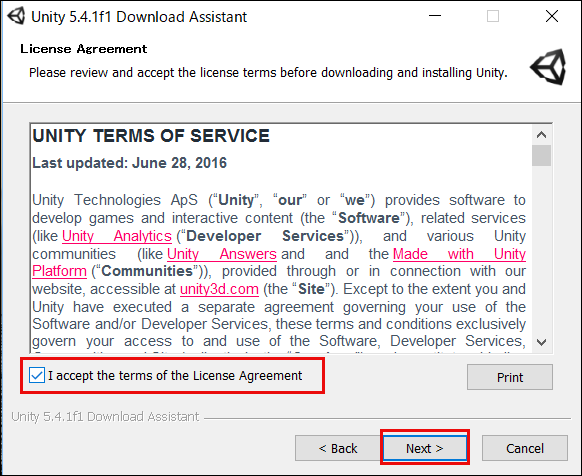 Unity 5.4.1f1 Download Assistant
License Agreement
Please review and accept the license terms before downloading and installing Unity.
UNITY TERMS OF SERVICE
Last updated: June 28, 2016
Unity Technologies ApS (“Unity”, “our” or “we”) provides software to
develop games and interactive content (the “Software”), related services
(like Unity Analytics (“Developer Services”)), and various Unity
communities (like Unity Answers and and the Made with Unity
Platform (“Communities”)), provided through or in connection with our
website, accessible at unity3d.com (the “Site”). Except to the extent you and
Unity have executed a separate agreement governing your use of the
Software and/or Developer Services, these terms and conditions exclusively
govern your access to and use of the Software, Developer Services,
I accept the terms of the License Agreement
Print
Unity 5.4.1f1 Download Assistant
< Back
Next >
Cancel